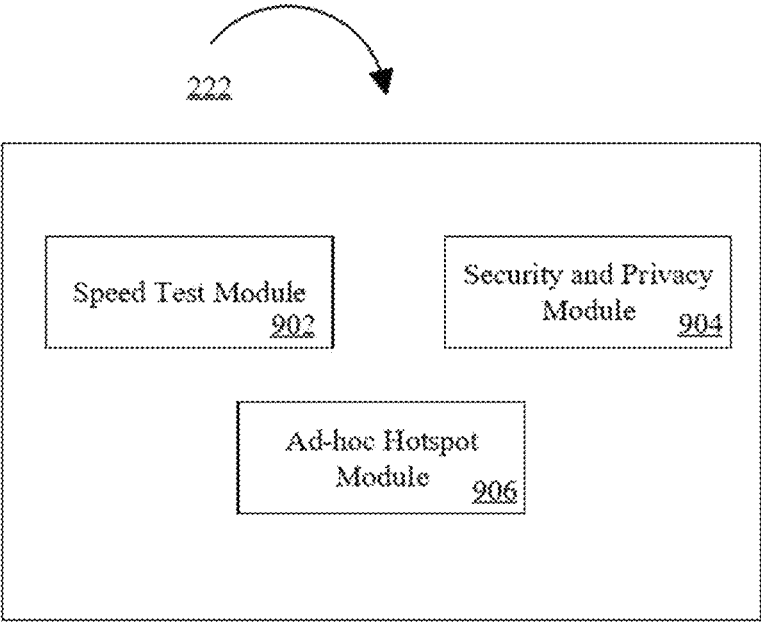 222
Speed Test Module
902
Security and Privacy
Module
904
Ad-hoc Hotspot
Module
906